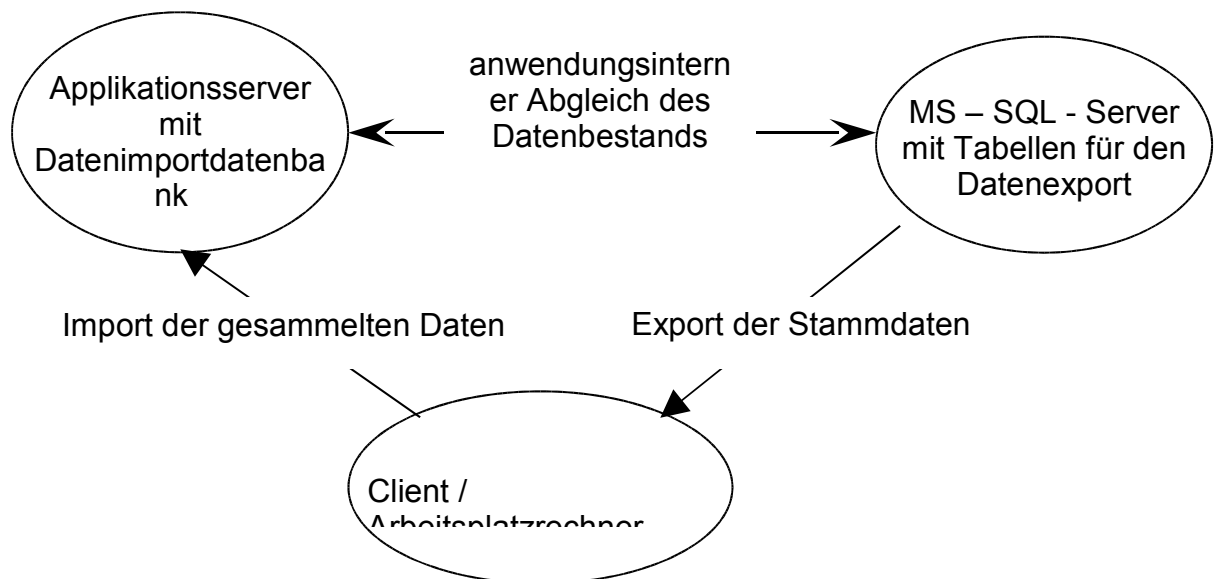 Applikationsserver
mit
Datenimportdatenba
nk
anwendungsintern
er Abgleich des
Datenbestands
MS – SQL - Server
mit Tabellen für den
Datenexport
Import der gesammelten Daten
Export der Stammdaten
Client /
Arbeitsplatzrechner